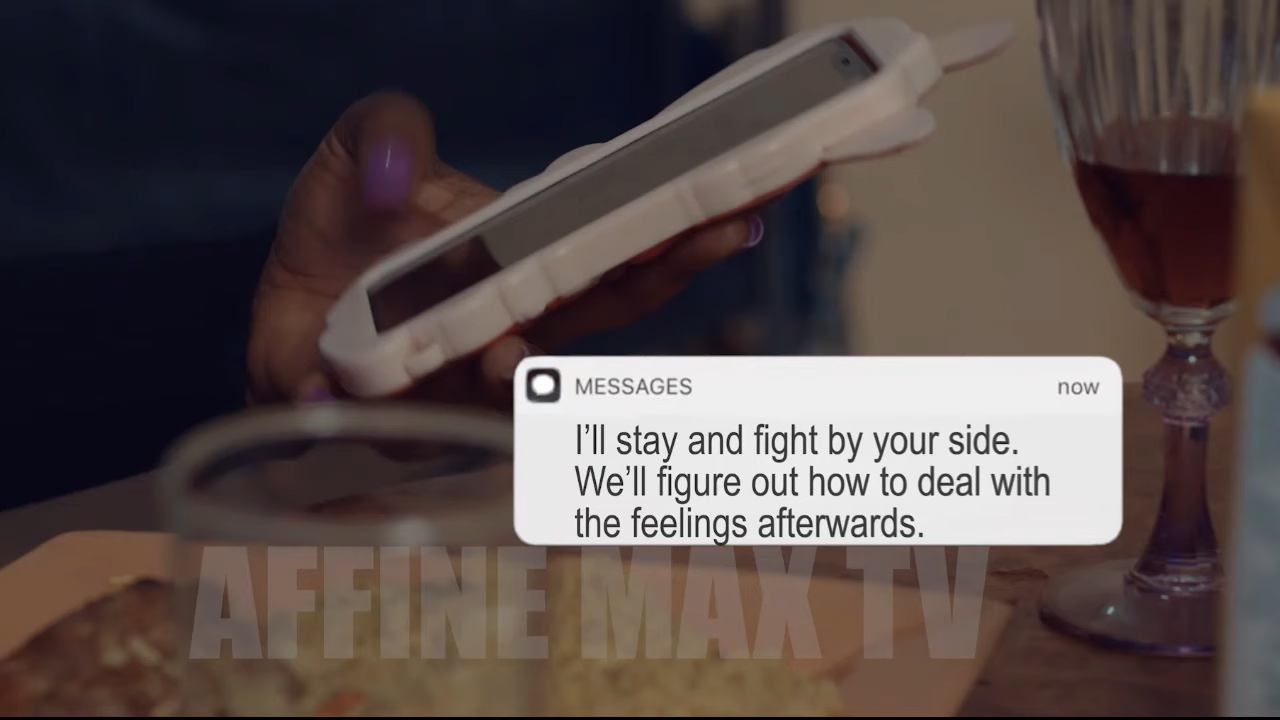 MESSAGES now
I'll stay and fight by your side.
We'll figure out how to deal with
the feelings afterwards.
AFFINE MAX TV